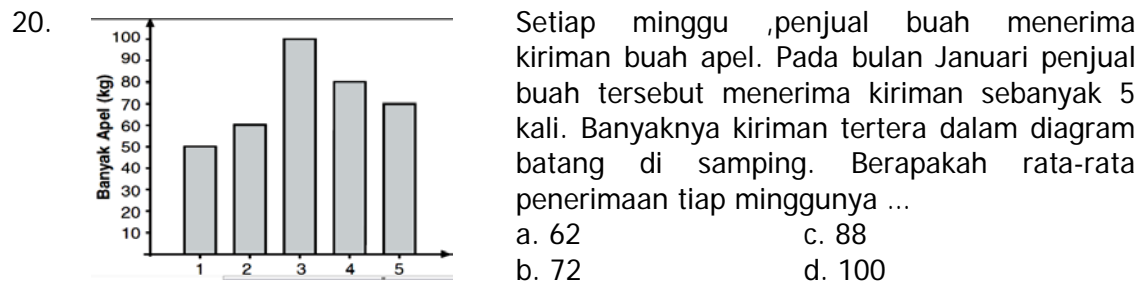 20.
100
90
80
70
60
50
40
30
20
10
Banyak Apel (kg)
1 2 3 4 5
Setiap minggu ,penjual buah menerima
kiriman buah apel. Pada bulan Januari penjual
buah tersebut menerima kiriman sebanyak 5
kali. Banyaknya kiriman tertera dalam diagram
batang di samping. Berapakah rata-rata
penerimaan tiap minggunya ...
a. 62 c. 88
b. 72 d. 100